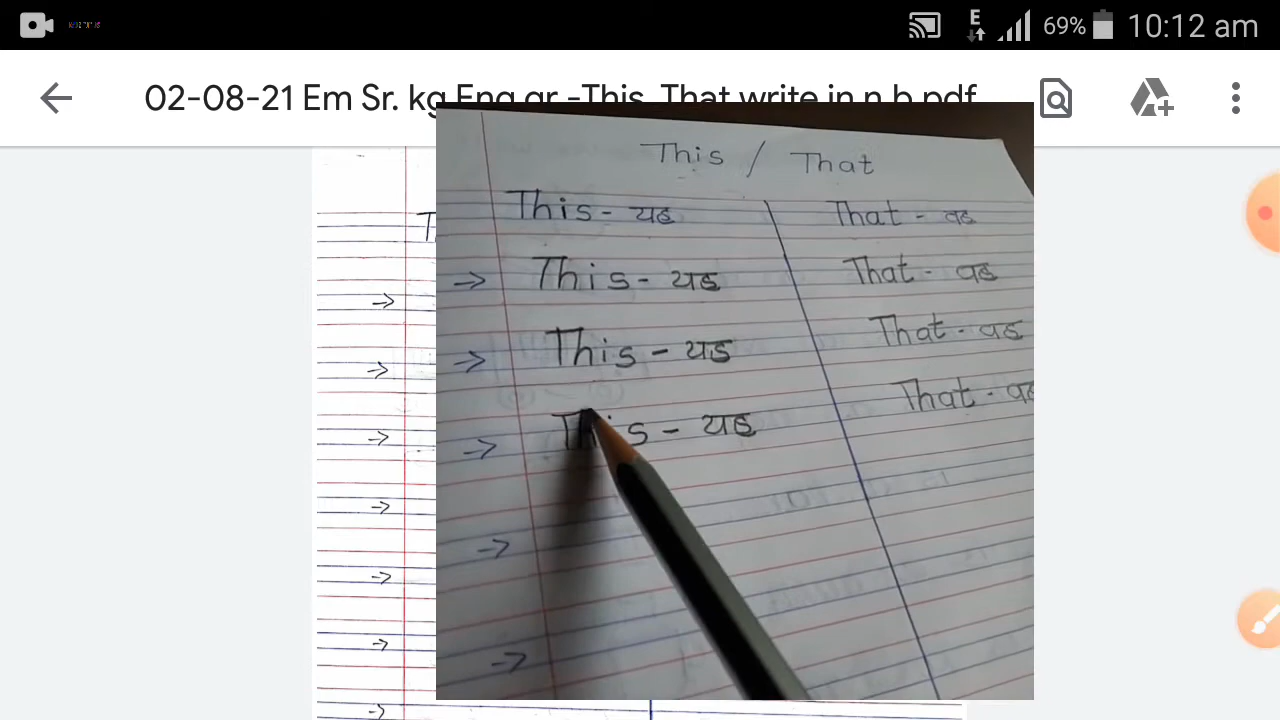 69% 10:12 am
02-08-21 Em Sr. kg Eng gr.-This, That write in n.b.pdf
This / That
This - यह That - वह
This - यह That - वह
This - यह That - वह
This - यह That - वह